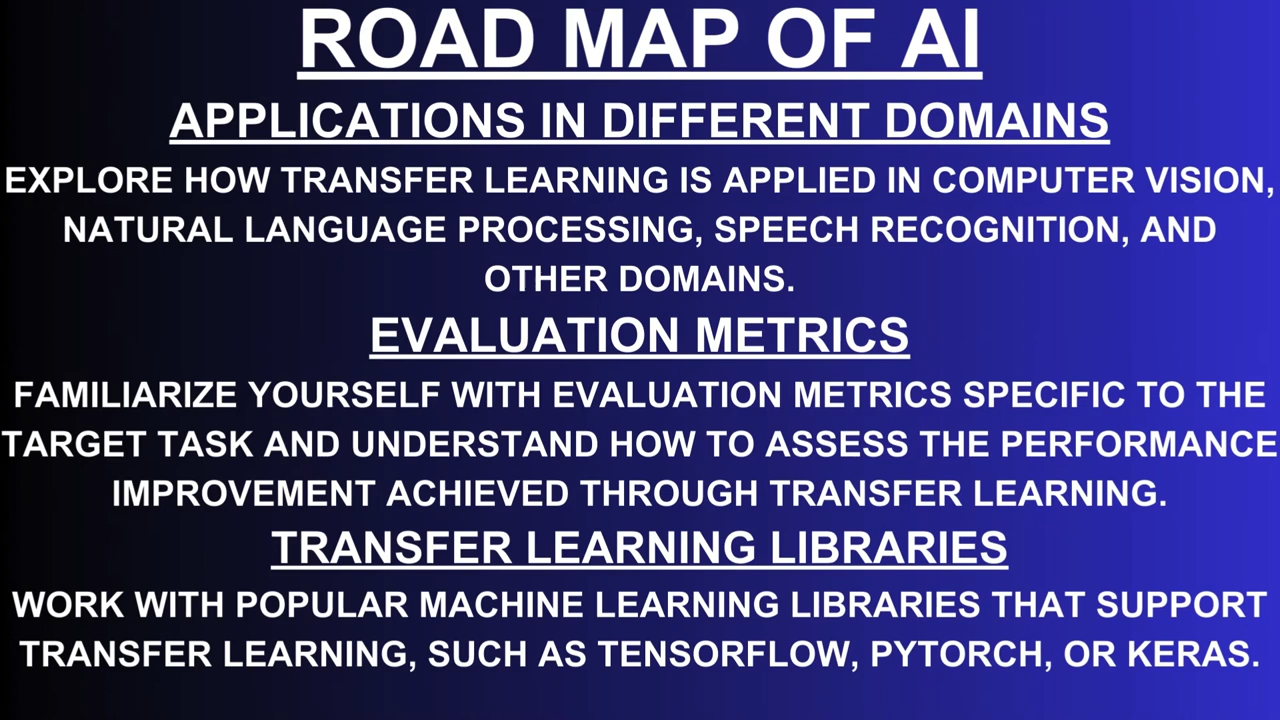 ROAD MAP OF AI
APPLICATIONS IN DIFFERENT DOMAINS
EXPLORE HOW TRANSFER LEARNING IS APPLIED IN COMPUTER VISION,
NATURAL LANGUAGE PROCESSING, SPEECH RECOGNITION, AND
OTHER DOMAINS.
EVALUATION METRICS
FAMILIARIZE YOURSELF WITH EVALUATION METRICS SPECIFIC TO THE
TARGET TASK AND UNDERSTAND HOW TO ASSESS THE PERFORMANCE
IMPROVEMENT ACHIEVED THROUGH TRANSFER LEARNING.
TRANSFER LEARNING LIBRARIES
WORK WITH POPULAR MACHINE LEARNING LIBRARIES THAT SUPPORT
TRANSFER LEARNING, SUCH AS TENSORFLOW, PYTORCH, OR KERAS.